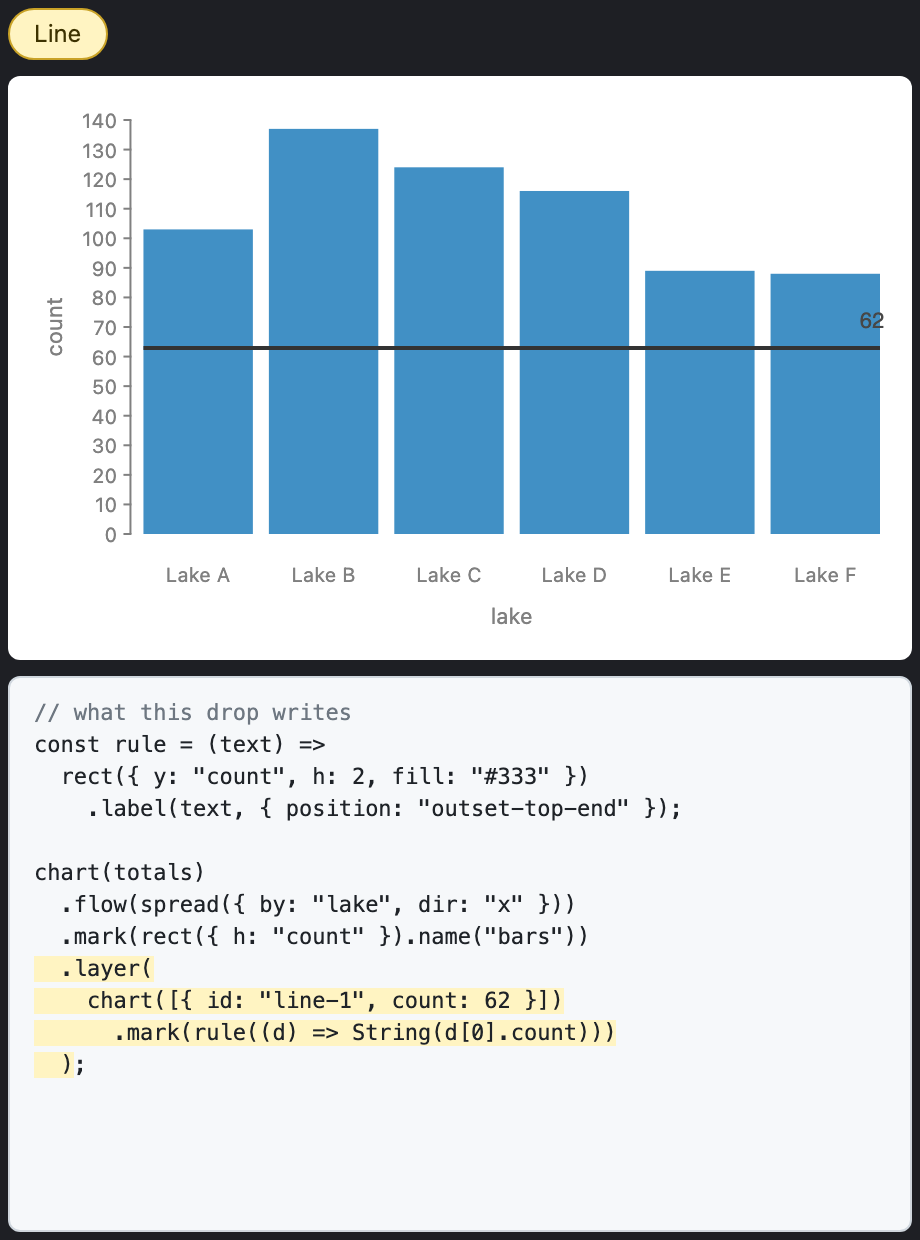 Line
140
130
120
110
100
90
80
70
60
50
40
30
20
10
0
count
62
Lake A Lake B Lake C Lake D Lake E Lake F
lake
// what this drop writes
const rule = (text) =>
  rect({ y: "count", h: 2, fill: "#333" })
    .label(text, { position: "outset-top-end" });

chart(totals)
  .flow(spread({ by: "lake", dir: "x" }))
  .mark(rect({ h: "count" }).name("bars"))
  .layer(
    chart([{ id: "line-1", count: 62 }])
      .mark(rule((d) => String(d[0].count)))
  );